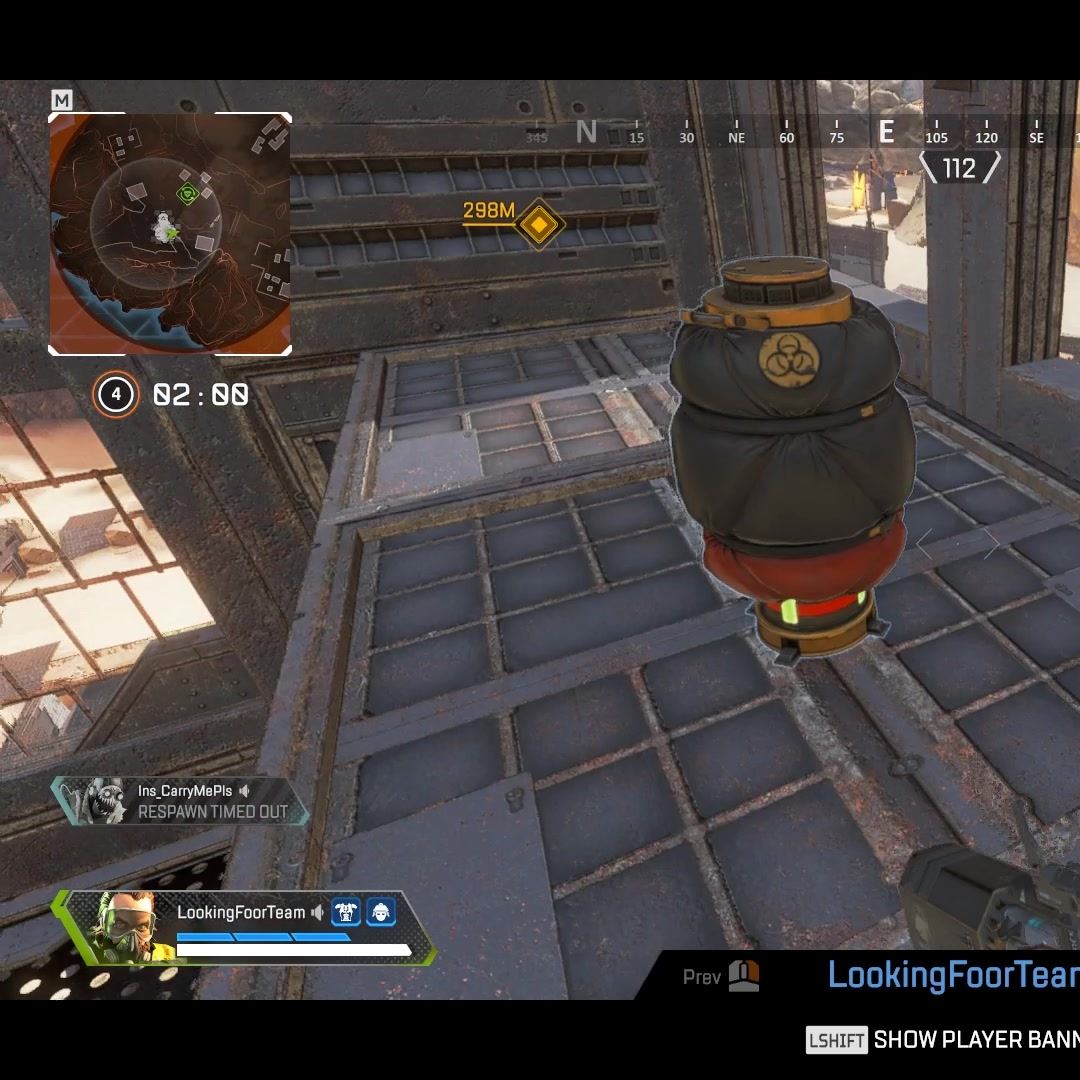 M
345 N 15 30 NE 60 75 E 105 120 SE
112
298M
4 02:00
Ins_CarryMePls
RESPAWN TIMED OUT
LookingFoorTeam
Prev LookingFoorTeam
LSHIFT SHOW PLAYER BANN